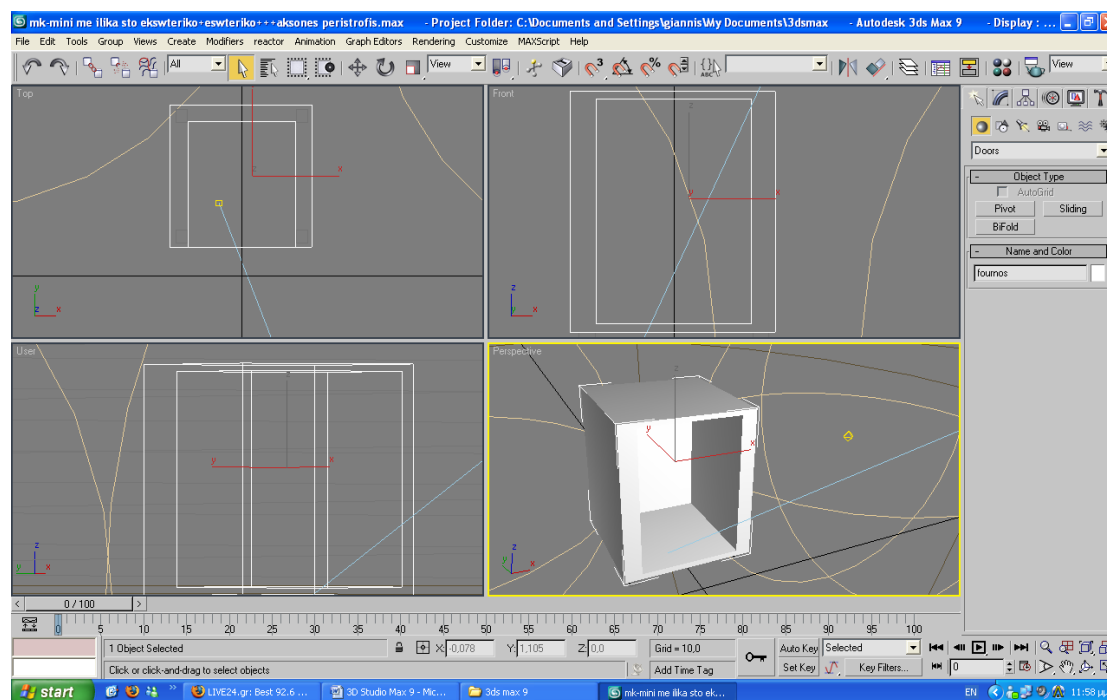 mk-mini me ilika sto ekswteriko+eswteriko+++aksones peristrofis.max - Project Folder: C:\Documents and Settings\giannis\My Documents\3dsmax - Autodesk 3ds Max 9 - Display : ...
File Edit Tools Group Views Create Modifiers reactor Animation Graph Editors Rendering Customize MAXScript Help
All View View
Top Front
Doors
- Object Type
AutoGrid
Pivot Sliding
BiFold
- Name and Color
fournos
User Perspective
0 / 100
0 5 10 15 20 25 30 35 40 45 50 55 60 65 70 75 80 85 90 95 100
1 Object Selected X: -0,078 Y: 1,105 Z: 0,0 Grid = 10,0 Auto Key Selected
Click or click-and-drag to select objects Add Time Tag Set Key Key Filters... 0
start LIVE24.gr: Best 92.6 ... 3D Studio Max 9 - Mic... 3ds max 9 mk-mini me ilika sto ek... EN